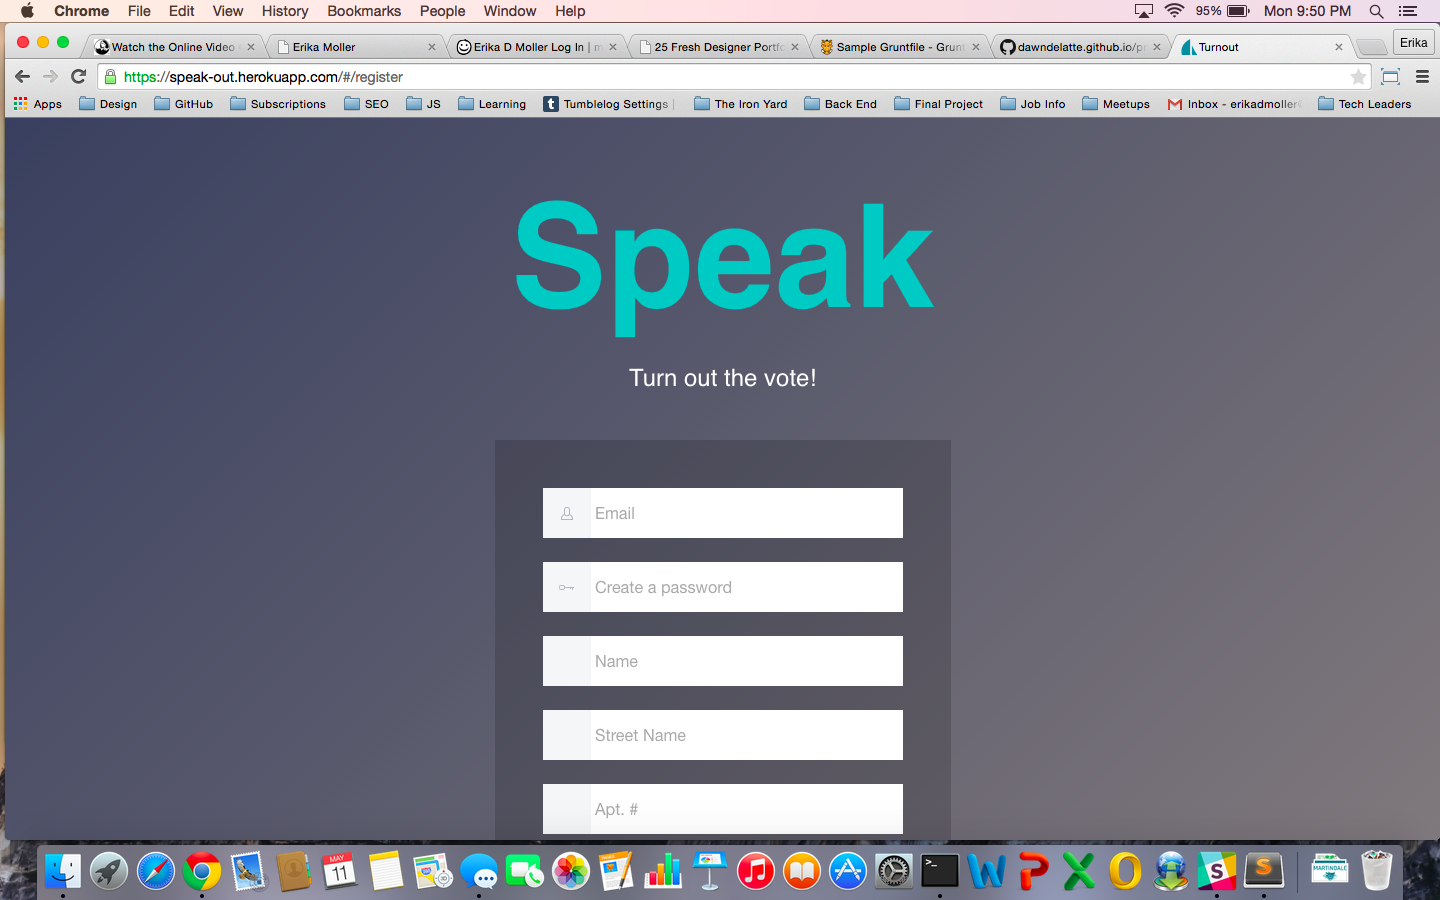 Chrome File Edit View History Bookmarks People Window Help 95% Mon 9:50 PM
Watch the Online Video Erika Moller Erika D Moller Log In | m 25 Fresh Designer Portfo Sample Gruntfile - Grunt dawndelatte.github.io/pr Turnout Erika
https://speak-out.herokuapp.com/#/register
Apps Design GitHub Subscriptions SEO JS Learning Tumblelog Settings | The Iron Yard Back End Final Project Job Info Meetups Inbox - erikadmoller Tech Leaders
Speak
Turn out the vote!
Email
Create a password
Name
Street Name
Apt. #
MAY
11
30
MARTINDALE